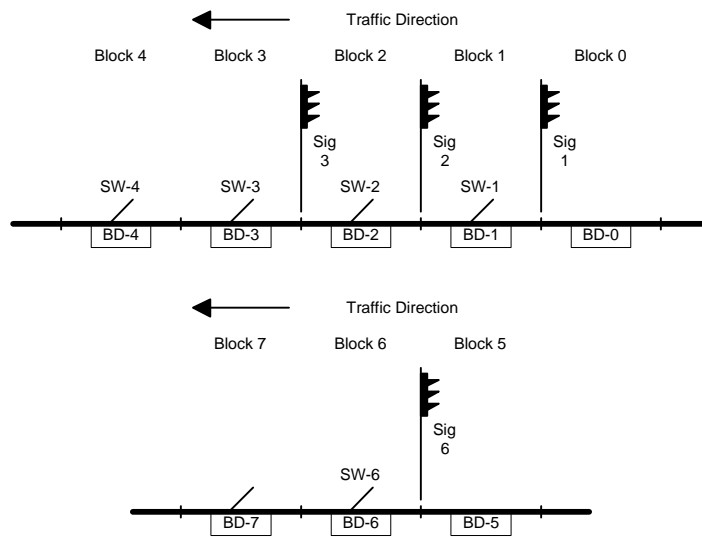 Traffic Direction
Block 4 Block 3 Block 2 Block 1 Block 0
Sig 3 Sig 2 Sig 1
SW-4 SW-3 SW-2 SW-1
BD-4 BD-3 BD-2 BD-1 BD-0
Traffic Direction
Block 7 Block 6 Block 5
Sig 6
SW-6
BD-7 BD-6 BD-5